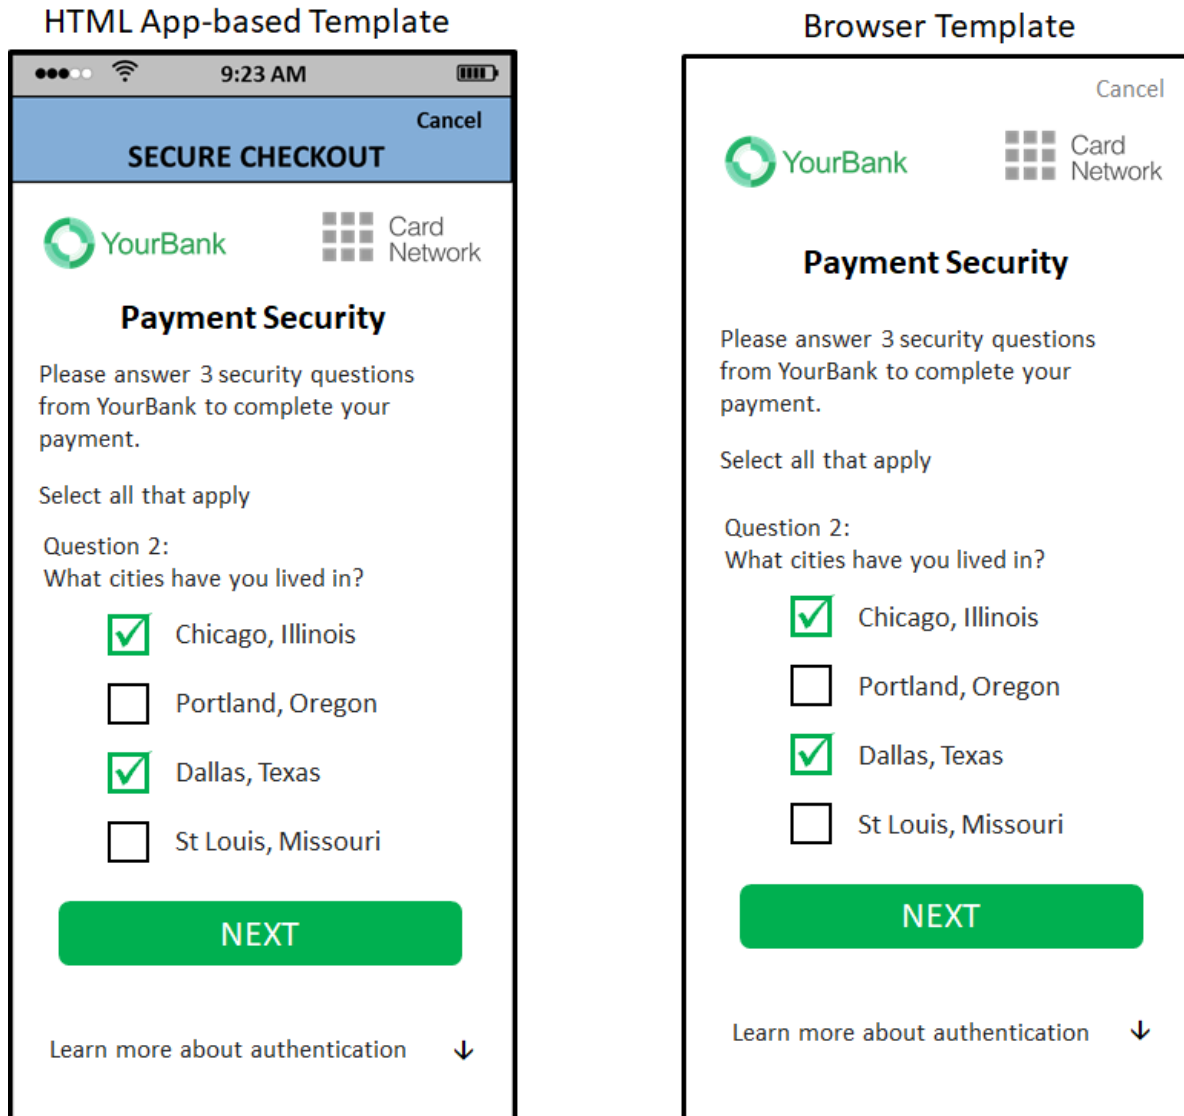 HTML App-based Template
9:23 AM
Cancel
SECURE CHECKOUT
YourBank
Card
Network
Payment Security
Please answer 3 security questions
from YourBank to complete your
payment.
Select all that apply
Question 2:
What cities have you lived in?
Chicago, Illinois
Portland, Oregon
Dallas, Texas
St Louis, Missouri
NEXT
Learn more about authentication
Browser Template
Cancel
YourBank
Card
Network
Payment Security
Please answer 3 security questions
from YourBank to complete your
payment.
Select all that apply
Question 2:
What cities have you lived in?
Chicago, Illinois
Portland, Oregon
Dallas, Texas
St Louis, Missouri
NEXT
Learn more about authentication